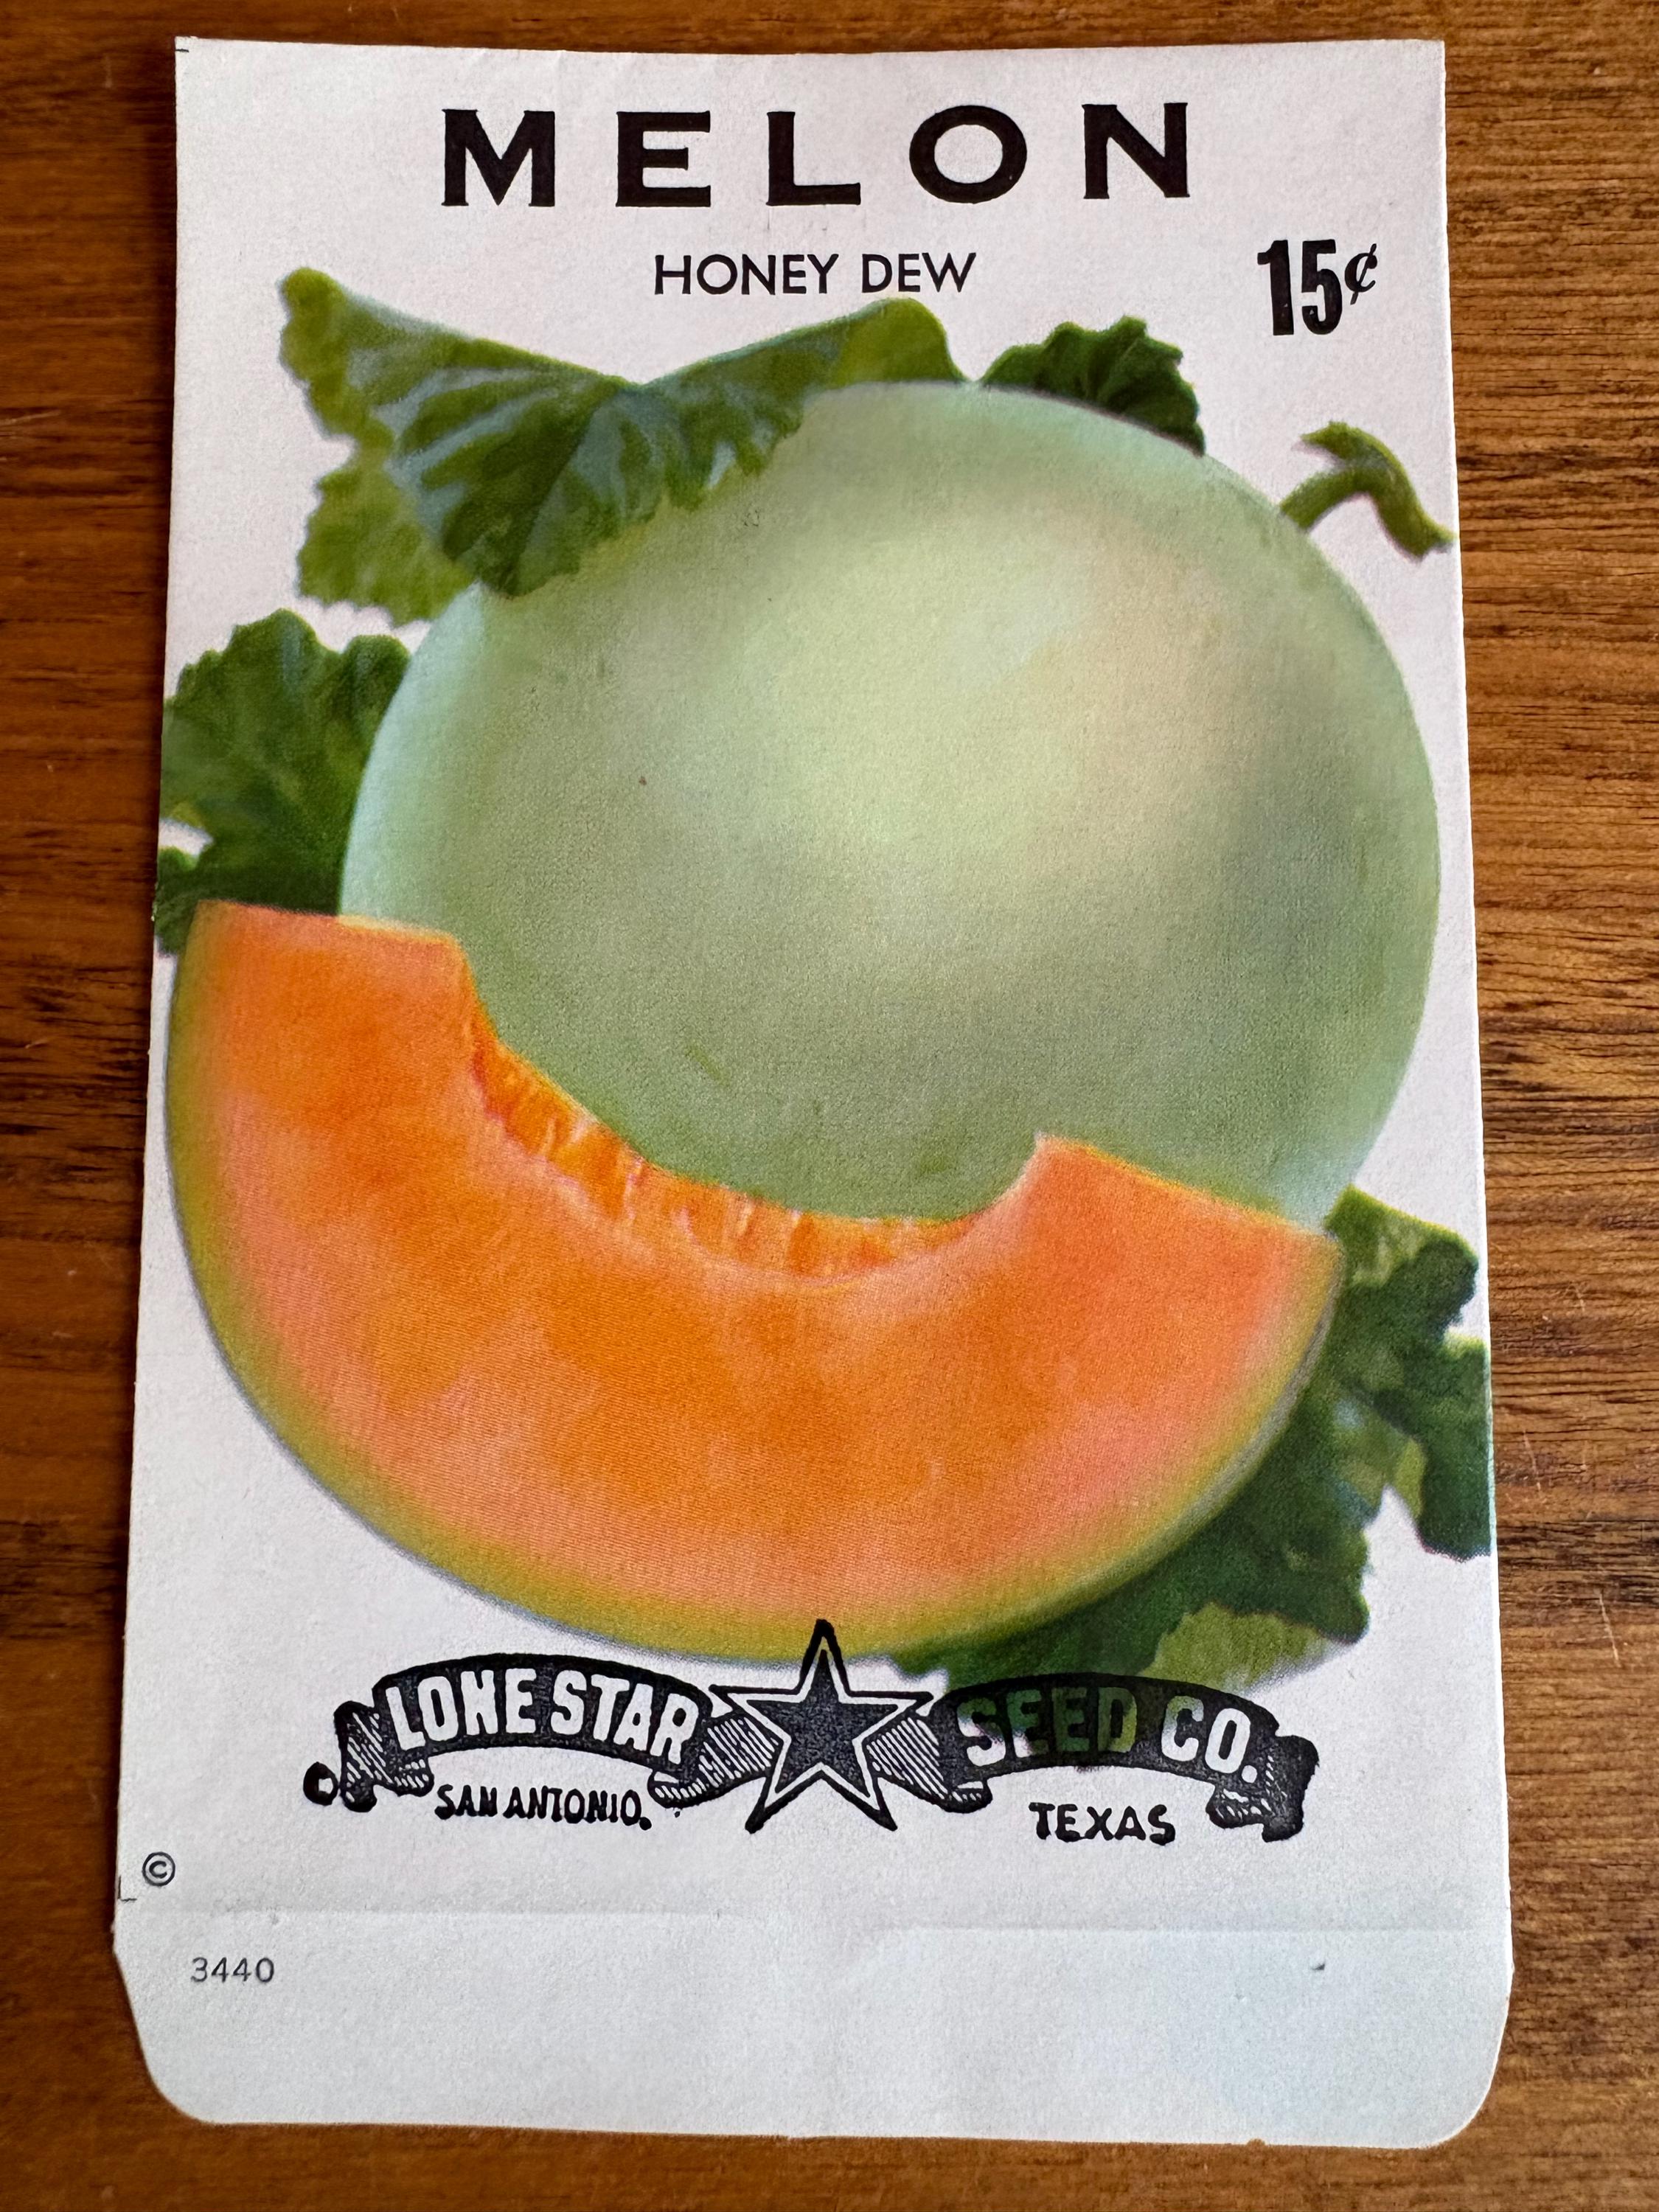 MELON
HONEY DEW
15¢
LONE STAR SEED CO.
SAN ANTONIO. TEXAS
©
L
3440